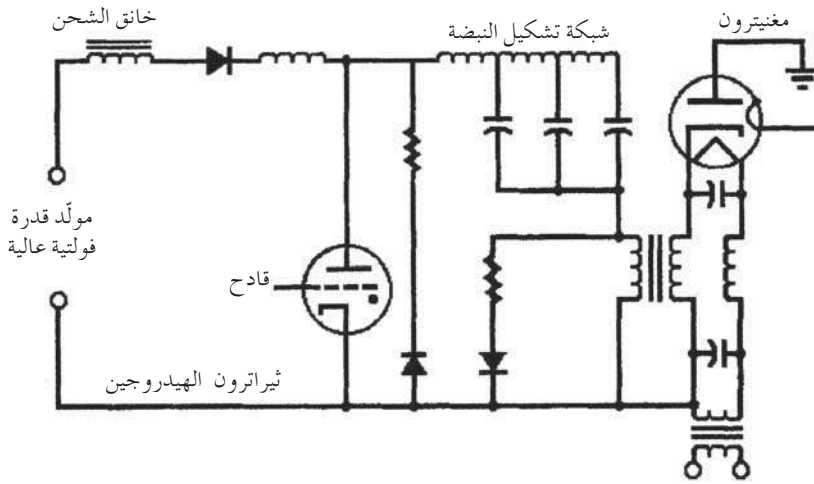 خانق الشحن
شبكة تشكيل النبضة
مغنيترون
مولّد قدرة
فولتية عالية
قادح
ثيراترون الهيدروجين